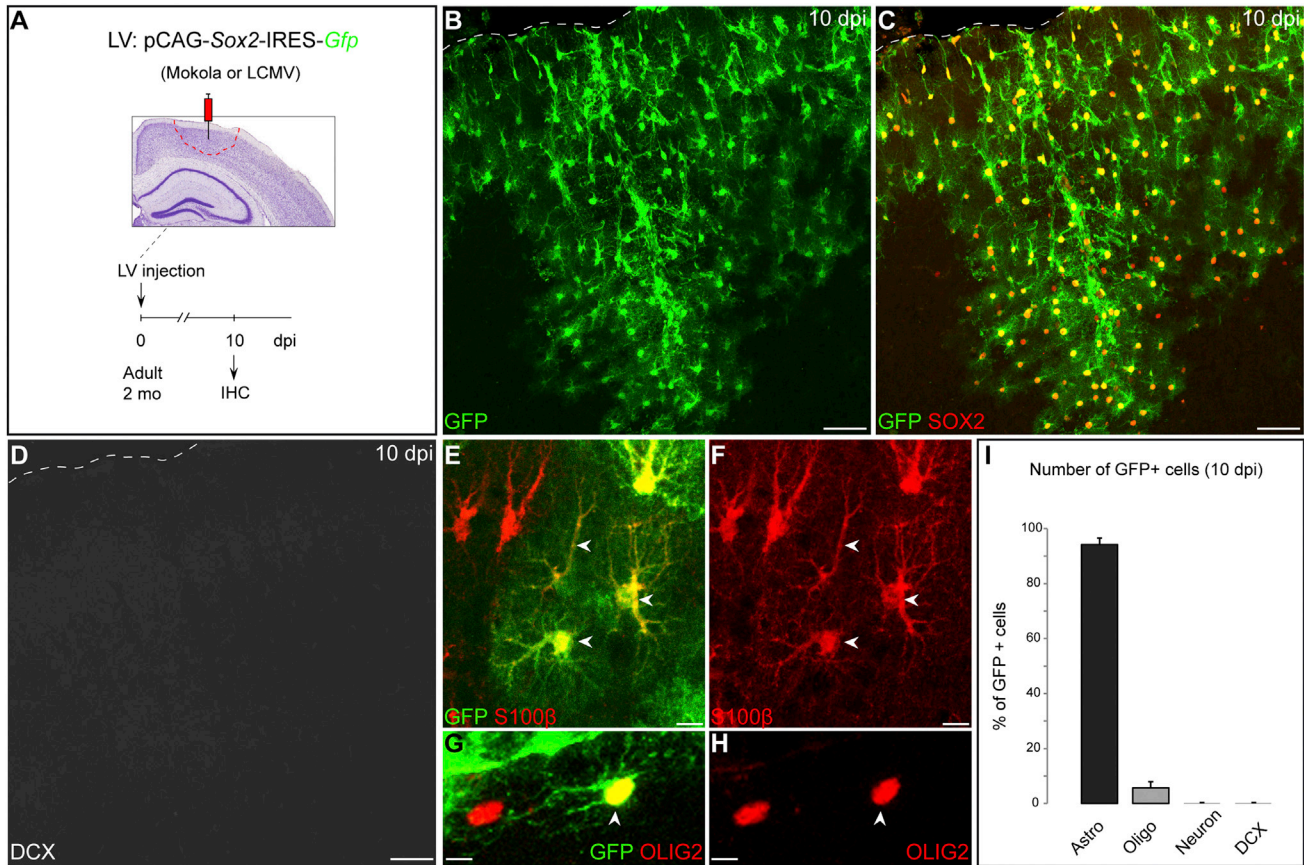 A
LV: pCAG-Sox2-IRES-Gfp
(Mokola or LCMV)
LV injection
0
10
dpi
Adult
2 mo
IHC
B
10 dpi
GFP
C
10 dpi
GFP SOX2
D
10 dpi
DCX
E
GFP S100β
F
S100β
G
GFP OLIG2
H
OLIG2
I
Number of GFP+ cells (10 dpi)
% of GFP + cells
100
80
60
40
20
0
Astro
Oligo
Neuron
DCX